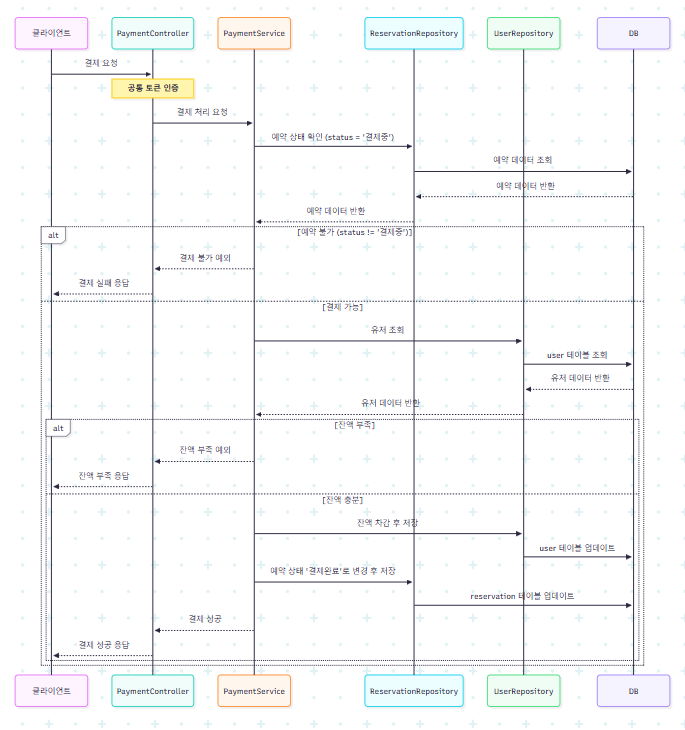 클라이언트
PaymentController
PaymentService
ReservationRepository
UserRepository
DB
결제 요청
공통 토큰 인증
결제 처리 요청
예약 상태 확인 (status = '결제중')
예약 데이터 조회
예약 데이터 반환
예약 데이터 반환
alt
[예약 불가 (status != '결제중')]
결제 불가 예외
결제 실패 응답
[결제 가능]
유저 조회
user 테이블 조회
유저 데이터 반환
유저 데이터 반환
alt
[잔액 부족]
잔액 부족 예외
잔액 부족 응답
[잔액 충분]
잔액 차감 후 저장
user 테이블 업데이트
예약 상태 '결제완료'로 변경 후 저장
reservation 테이블 업데이트
결제 성공
결제 성공 응답
클라이언트
PaymentController
PaymentService
ReservationRepository
UserRepository
DB